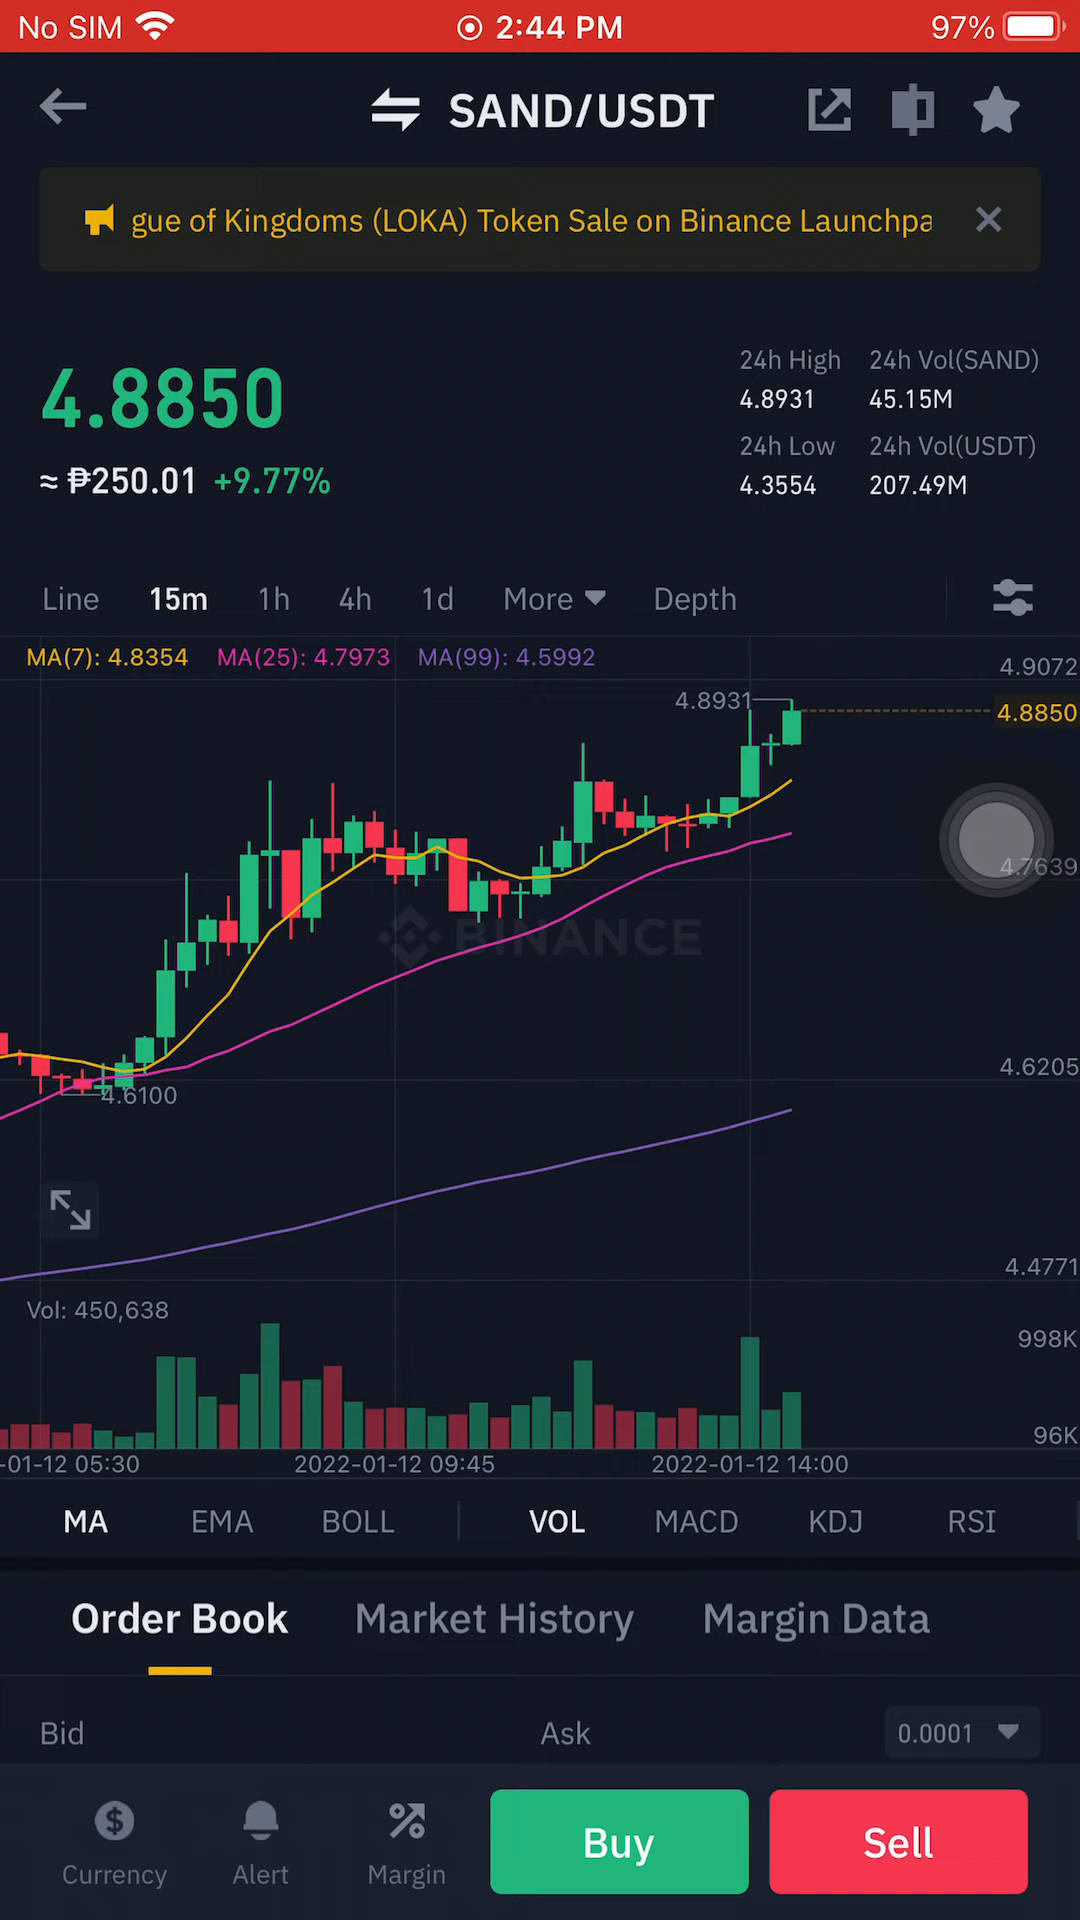 No SIM 2:44 PM 97%
SAND/USDT
gue of Kingdoms (LOKA) Token Sale on Binance Launchpa
4.8850
≈ ₱250.01 +9.77%
24h High 24h Vol(SAND)
4.8931 45.15M
24h Low 24h Vol(USDT)
4.3554 207.49M
Line 15m 1h 4h 1d More Depth
MA(7): 4.8354 MA(25): 4.7973 MA(99): 4.5992
4.9072
4.8931
4.8850
4.7639
BINANCE
4.6205
4.6100
4.4771
Vol: 450,638
998K
96K
-01-12 05:30 2022-01-12 09:45 2022-01-12 14:00
MA EMA BOLL VOL MACD KDJ RSI
Order Book Market History Margin Data
Bid Ask 0.0001
Currency Alert Margin Buy Sell